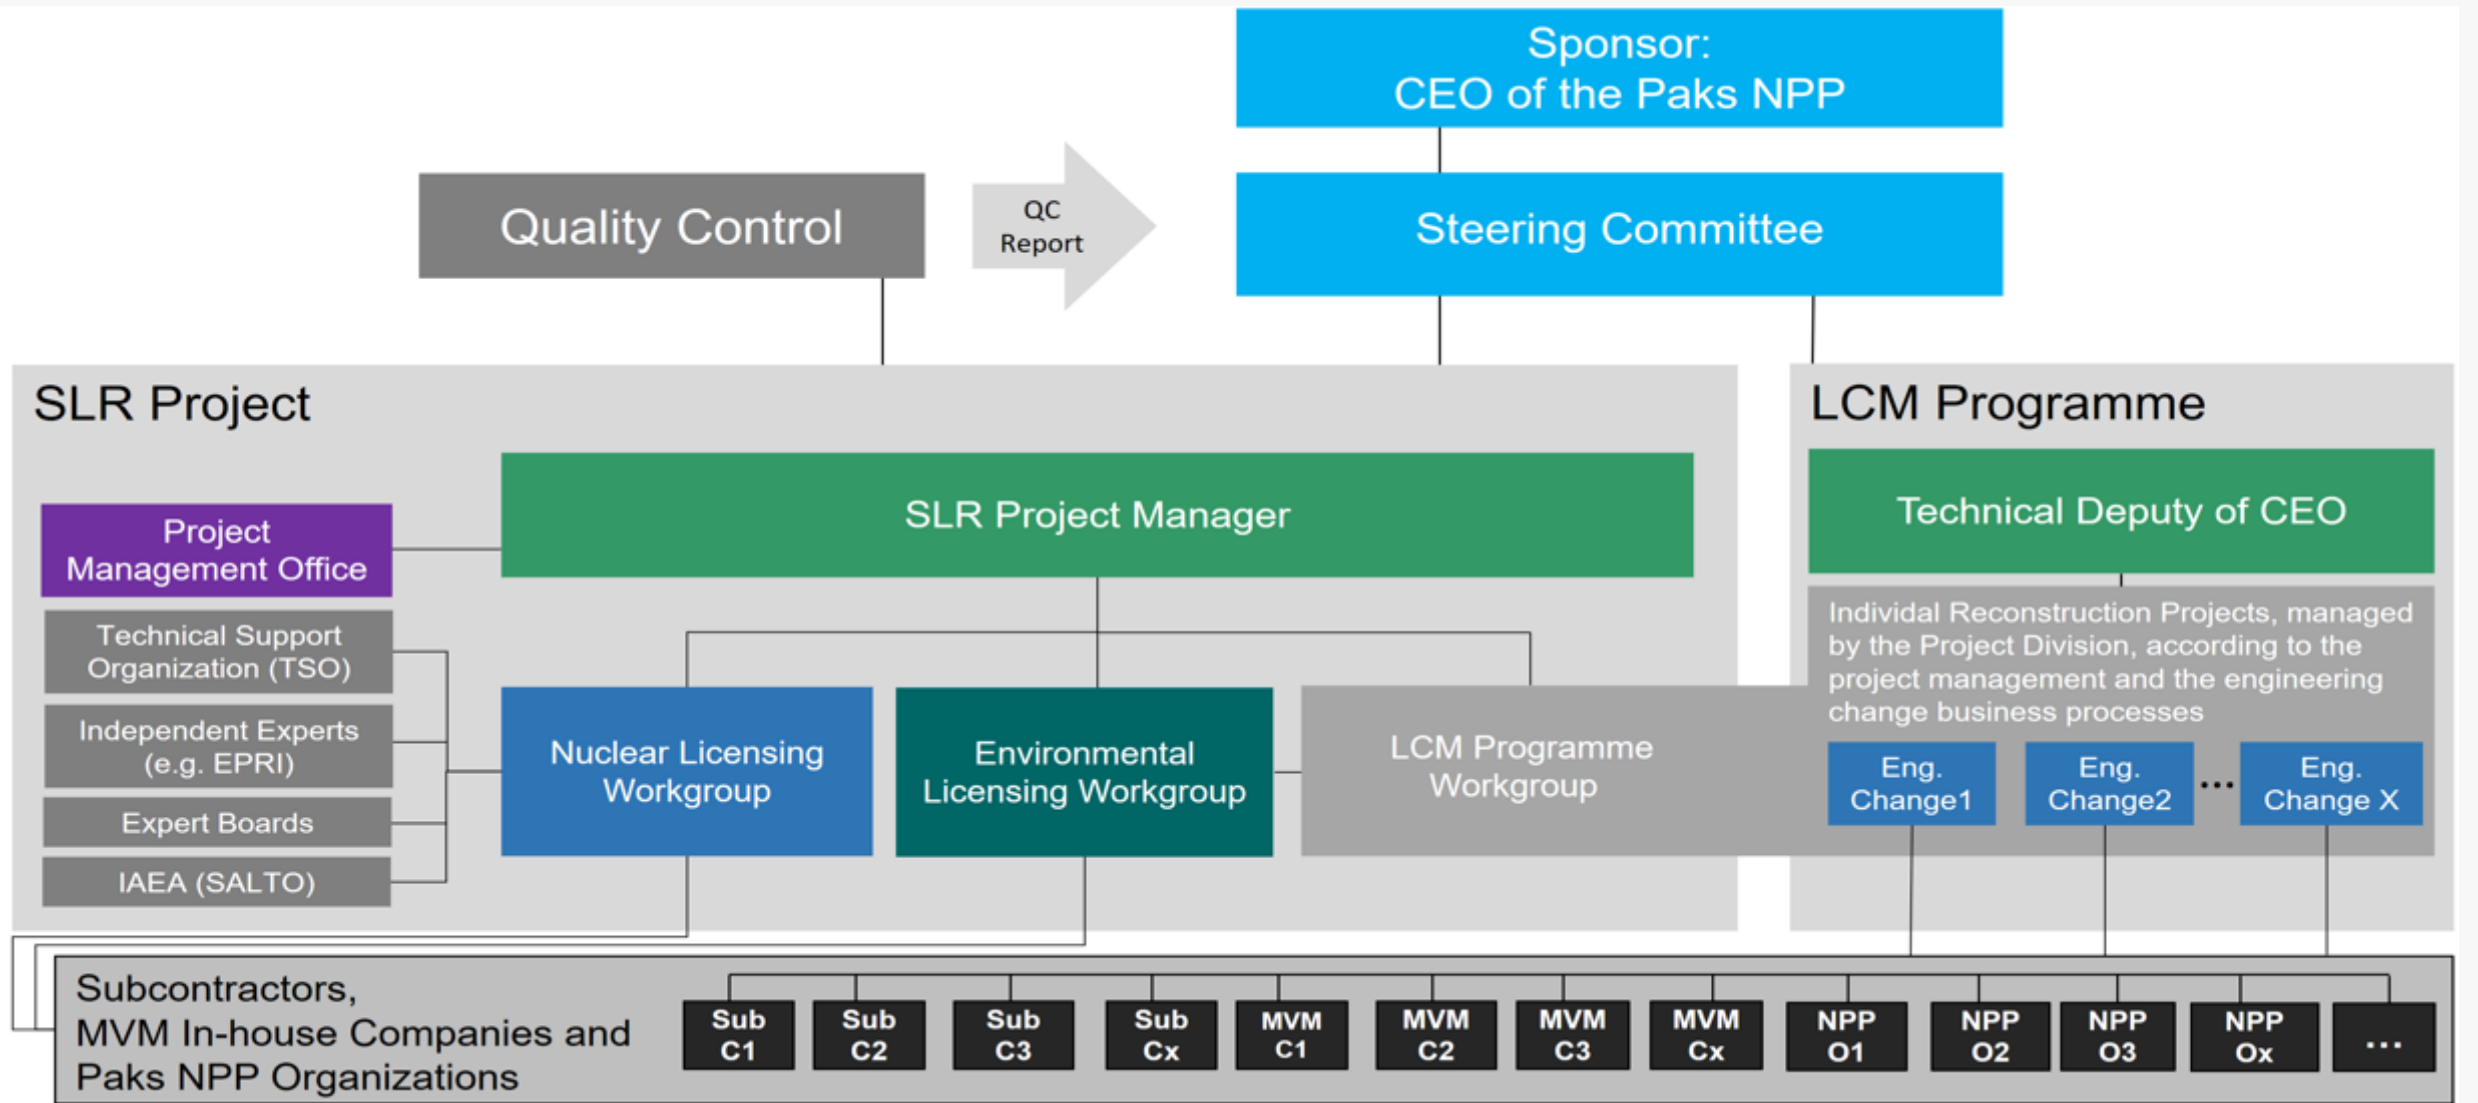 Sponsor:
CEO of the Paks NPP
Quality Control
QC
Report
Steering Committee
SLR Project
SLR Project Manager
Project
Management Office
Technical Support
Organization (TSO)
Independent Experts
(e.g. EPRI)
Expert Boards
IAEA (SALTO)
Nuclear Licensing
Workgroup
Environmental
Licensing Workgroup
LCM Programme
Workgroup
LCM Programme
Technical Deputy of CEO
Individal Reconstruction Projects, managed
by the Project Division, according to the
project management and the engineering
change business processes
Eng.
Change1
Eng.
Change2
...
Eng.
Change X
Subcontractors,
MVM In-house Companies and
Paks NPP Organizations
Sub
C1
Sub
C2
Sub
C3
Sub
Cx
MVM
C1
MVM
C2
MVM
C3
MVM
Cx
NPP
O1
NPP
O2
NPP
O3
NPP
Ox
...